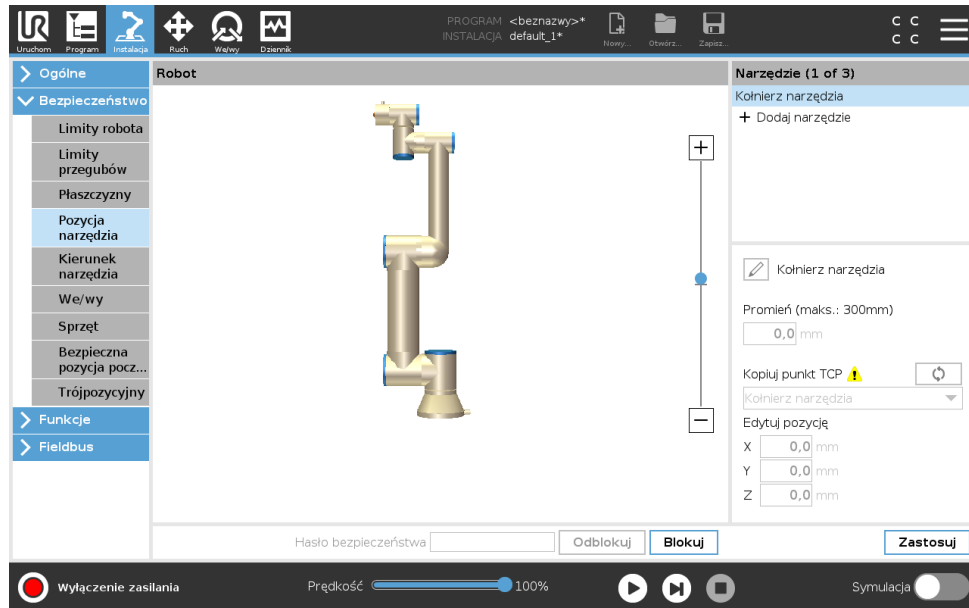 PROGRAM <beznazwy>*
INSTALACJA default_1*
UR
Uruchom Program Instalacja Ruch We/wy Dziennik Nowy... Otwórz... Zapisz...
C C
C C
Ogólne
Bezpieczeństwo
Limity robota
Limity
przegubów
Płaszczyzny
Pozycja
narzędzia
Kierunek
narzędzia
We/wy
Sprzęt
Bezpieczna
pozycja pocz...
Trójpozycyjny
Funkcje
Fieldbus
Robot
Narzędzie (1 of 3)
Kołnierz narzędzia
Dodaj narzędzie
Kołnierz narzędzia
Promień (maks.: 300mm)
0,0 mm
Kopiuj punkt TCP
Kołnierz narzędzia
Edytuj pozycję
X 0,0 mm
Y 0,0 mm
Z 0,0 mm
Hasło bezpieczeństwa Odblokuj Blokuj Zastosuj
Wyłączenie zasilania Prędkość 100% Symulacja